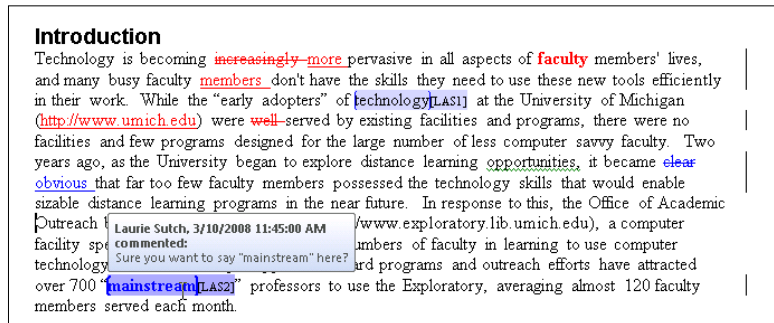 Introduction
Technology is becoming increasingly more pervasive in all aspects of faculty members' lives,
and many busy faculty members don't have the skills they need to use these new tools efficiently
in their work. While the “early adopters” of technology[LAS1] at the University of Michigan
(http://www.umich.edu) were well served by existing facilities and programs, there were no
facilities and few programs designed for the large number of less computer savvy faculty. Two
years ago, as the University began to explore distance learning opportunities, it became clear
obvious that far too few faculty members possessed the technology skills that would enable
sizable distance learning programs in the near future. In response to this, the Office of Academic
Outreach /www.exploratory.lib.umich.edu), a computer
Laurie Sutch, 3/10/2008 11:45:00 AM
commented:
Sure you want to say "mainstream" here?
facility umbers of faculty in learning to use computer
technology programs and outreach efforts have attracted
over 700 “mainstream[LAS2]” professors to use the Exploratory, averaging almost 120 faculty
members served each month.